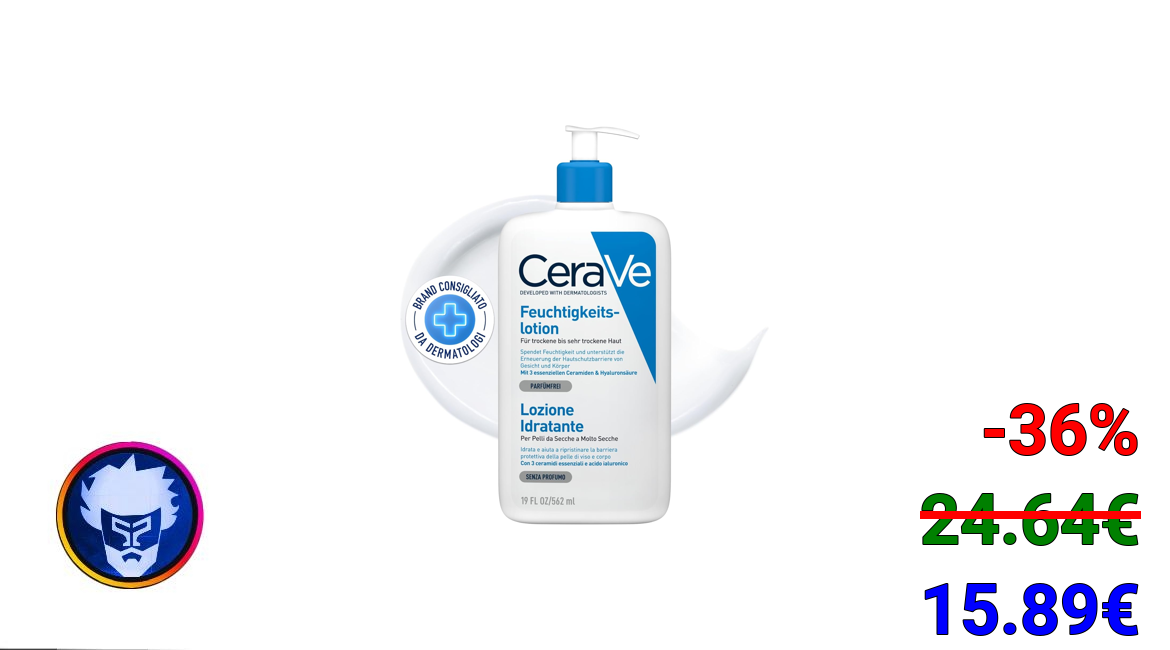 BRAND CONSIGLIATO
DA DERMATOLOGI
CeraVe
DEVELOPED WITH DERMATOLOGISTS
Feuchtigkeits-
lotion
Für trockene bis sehr trockene Haut
Spendet Feuchtigkeit und unterstützt die
Erneuerung der Hautschutzbarriere von
Gesicht und Körper
Mit 3 essenziellen Ceramiden & Hyaluronsäure
PARFÜMFREI
Lozione
Idratante
Per Pelli da Secche a Molto Secche
Idrata e aiuta a ripristinare la barriera
protettiva della pelle di viso e corpo
Con 3 ceramidi essenziali e acido ialuronico
SENZA PROFUMO
19 FL OZ/562 ml
-36%
24.64€
15.89€